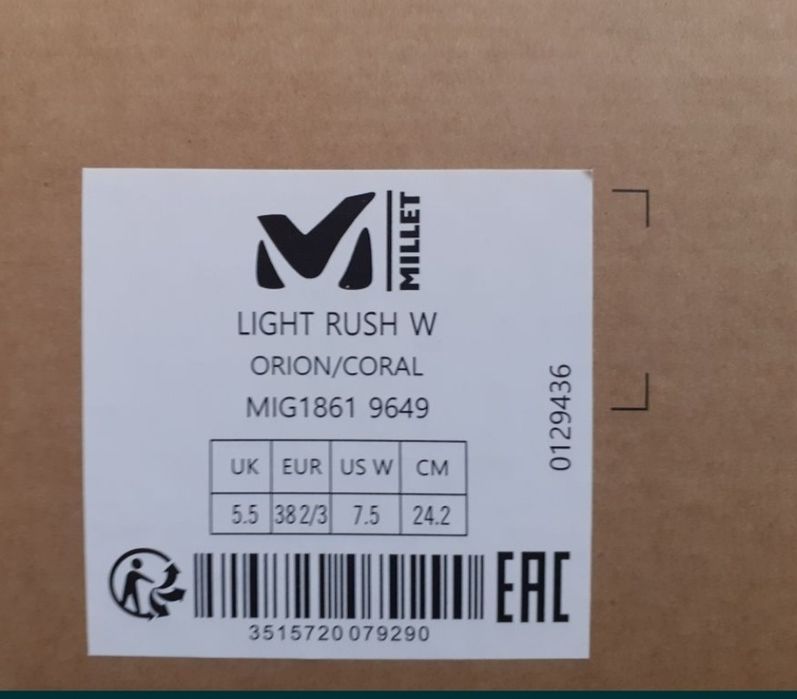 MILLET
LIGHT RUSH W
ORION/CORAL
MIG1861 9649
0129436
UK EUR US W CM
5.5 38 2/3 7.5 24.2
EAC
3515720 079290